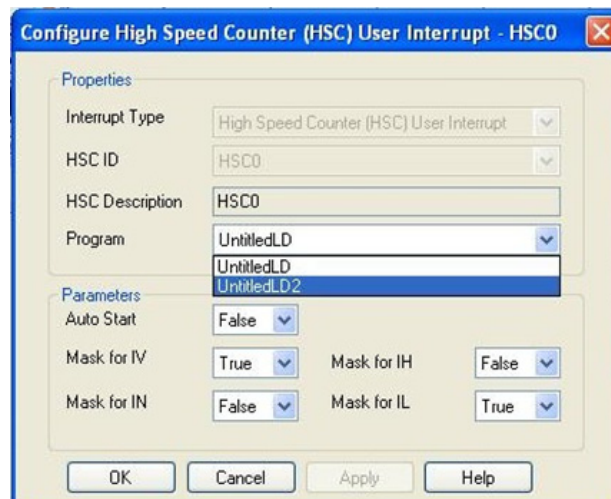 Configure High Speed Counter (HSC) User Interrupt - HSC0
Properties
Interrupt Type
High Speed Counter (HSC) User Interrupt
HSC ID
HSC0
HSC Description
HSC0
Program
UntitledLD
UntitledLD
UntitledLD2
Parameters
Auto Start
False
Mask for IV
True
Mask for IH
False
Mask for IN
False
Mask for IL
True
OK
Cancel
Apply
Help